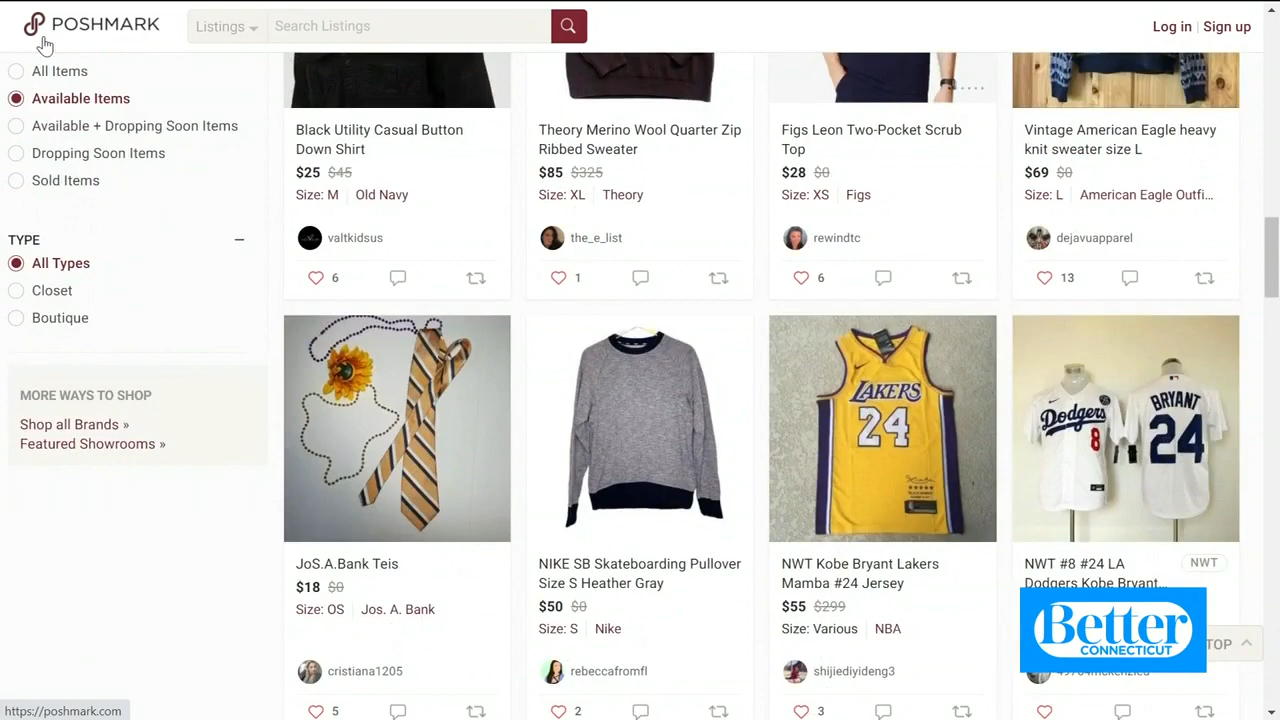 POSHMARK
Listings
Search Listings
Log in
Sign up
All Items
Available Items
Available + Dropping Soon Items
Dropping Soon Items
Sold Items
TYPE
All Types
Closet
Boutique
MORE WAYS TO SHOP
Shop all Brands »
Featured Showrooms »
Black Utility Casual Button
Down Shirt
$25 $45
Size: M Old Navy
valtkidsus
6
Theory Merino Wool Quarter Zip
Ribbed Sweater
$85 $325
Size: XL Theory
the_e_list
1
Figs Leon Two-Pocket Scrub
Top
$28 $0
Size: XS Figs
rewindtc
6
Vintage American Eagle heavy
knit sweater size L
$69 $0
Size: L American Eagle Outfi...
dejavuapparel
13
LAKERS
24
Dodgers
8
BRYANT
24
JoS.A.Bank Teis
$18 $0
Size: OS Jos. A. Bank
cristiana1205
5
NIKE SB Skateboarding Pullover
Size S Heather Gray
$50 $0
Size: S Nike
rebeccafromfl
2
NWT Kobe Bryant Lakers
Mamba #24 Jersey
$55 $299
Size: Various NBA
shijiediyideng3
3
NWT #8 #24 LA
Dodgers Kobe Bryant...
NWT
Better
CONNECTICUT
TOP
https://poshmark.com